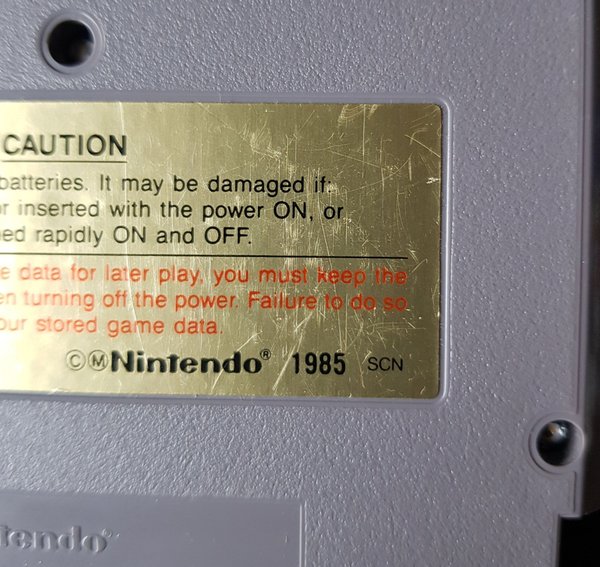 CAUTION
batteries. It may be damaged if:
r inserted with the power ON, or
ed rapidly ON and OFF.
e data for later play, you must keep the
en turning off the power. Failure to do so
our stored game data.
©ⓂNintendo® 1985 SCN
tendo®